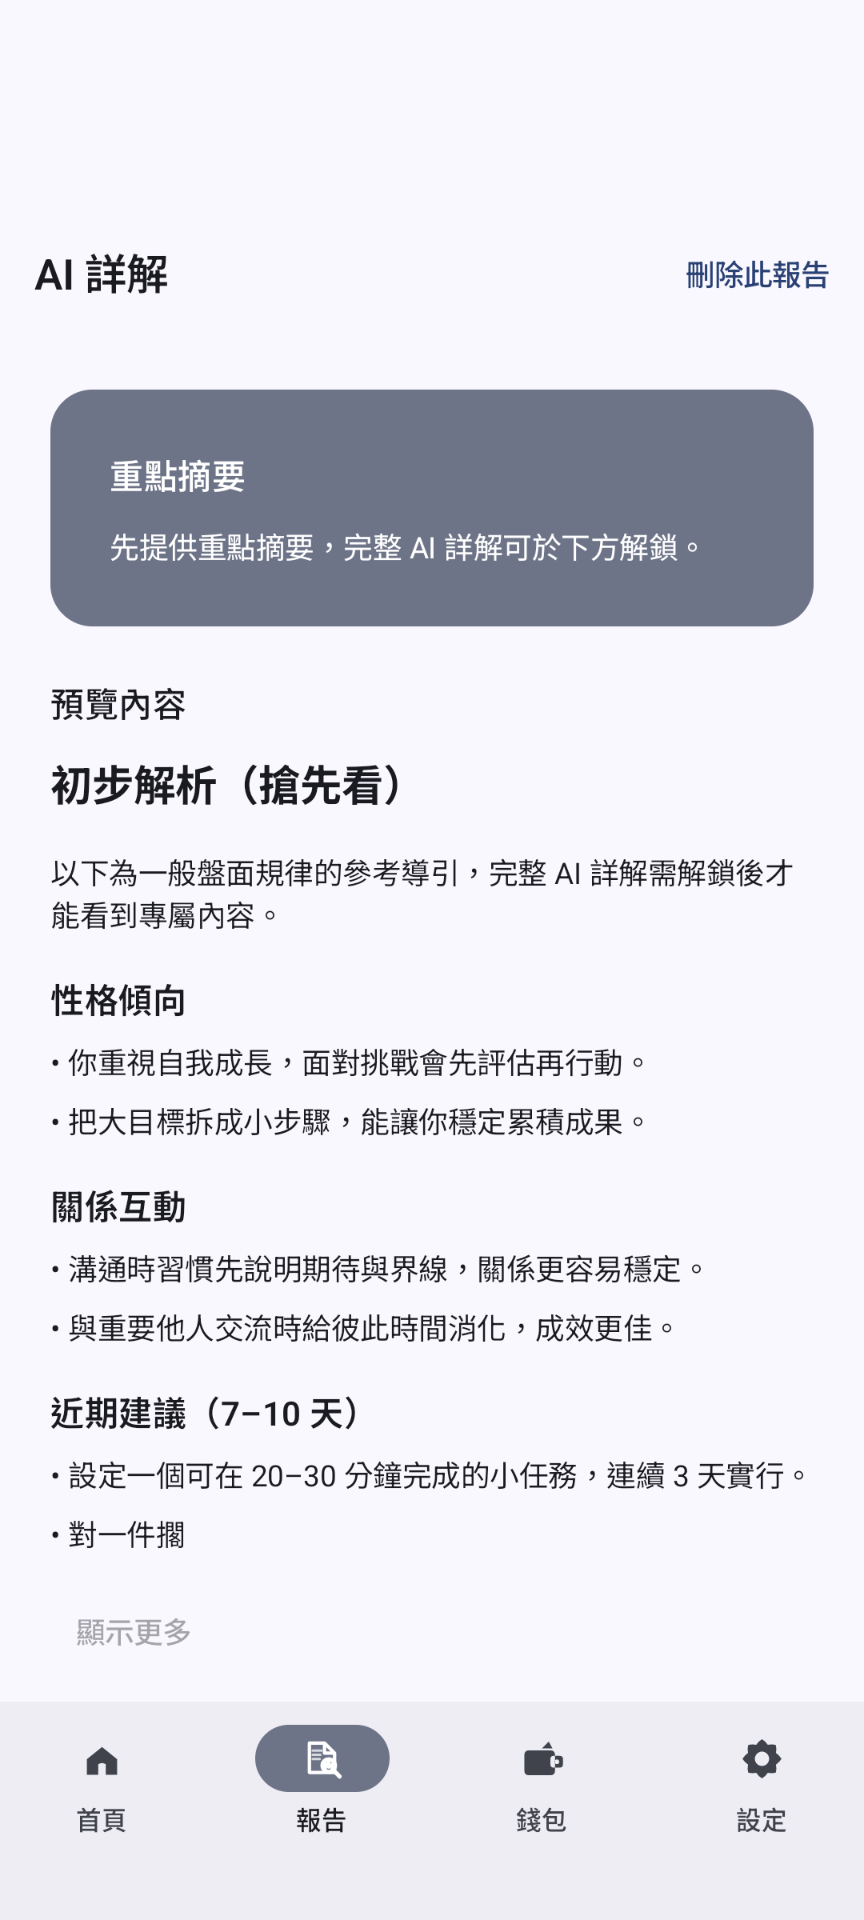 AI 詳解
刪除此報告
重點摘要
先提供重點摘要，完整 AI 詳解可於下方解鎖。
預覽內容
初步解析（搶先看）
以下為一般盤面規律的參考導引，完整 AI 詳解需解鎖後才
能看到專屬內容。
性格傾向
• 你重視自我成長，面對挑戰會先評估再行動。
• 把大目標拆成小步驟，能讓你穩定累積成果。
關係互動
• 溝通時習慣先說明期待與界線，關係更容易穩定。
• 與重要他人交流時給彼此時間消化，成效更佳。
近期建議（7–10 天）
• 設定一個可在 20–30 分鐘完成的小任務，連續 3 天實行。
• 對一件擱
顯示更多
首頁
報告
錢包
設定